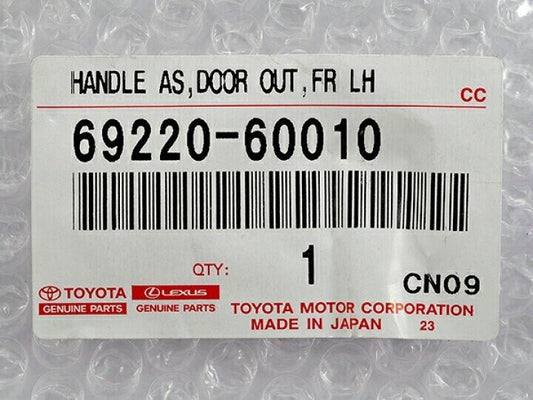 HANDLE AS,DOOR OUT,FR LH
CC
69220-60010
QTY: 1
CN09
TOYOTA LEXUS
GENUINE PARTS GENUINE PARTS
TOYOTA MOTOR CORPORATION
MADE IN JAPAN 23